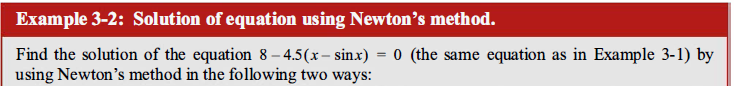 Example 3-2: Solution of equation using Newton’s method.
Find the solution of the equation 8 – 4.5(x – sinx) = 0 (the same equation as in Example 3-1) by
using Newton’s method in the following two ways: